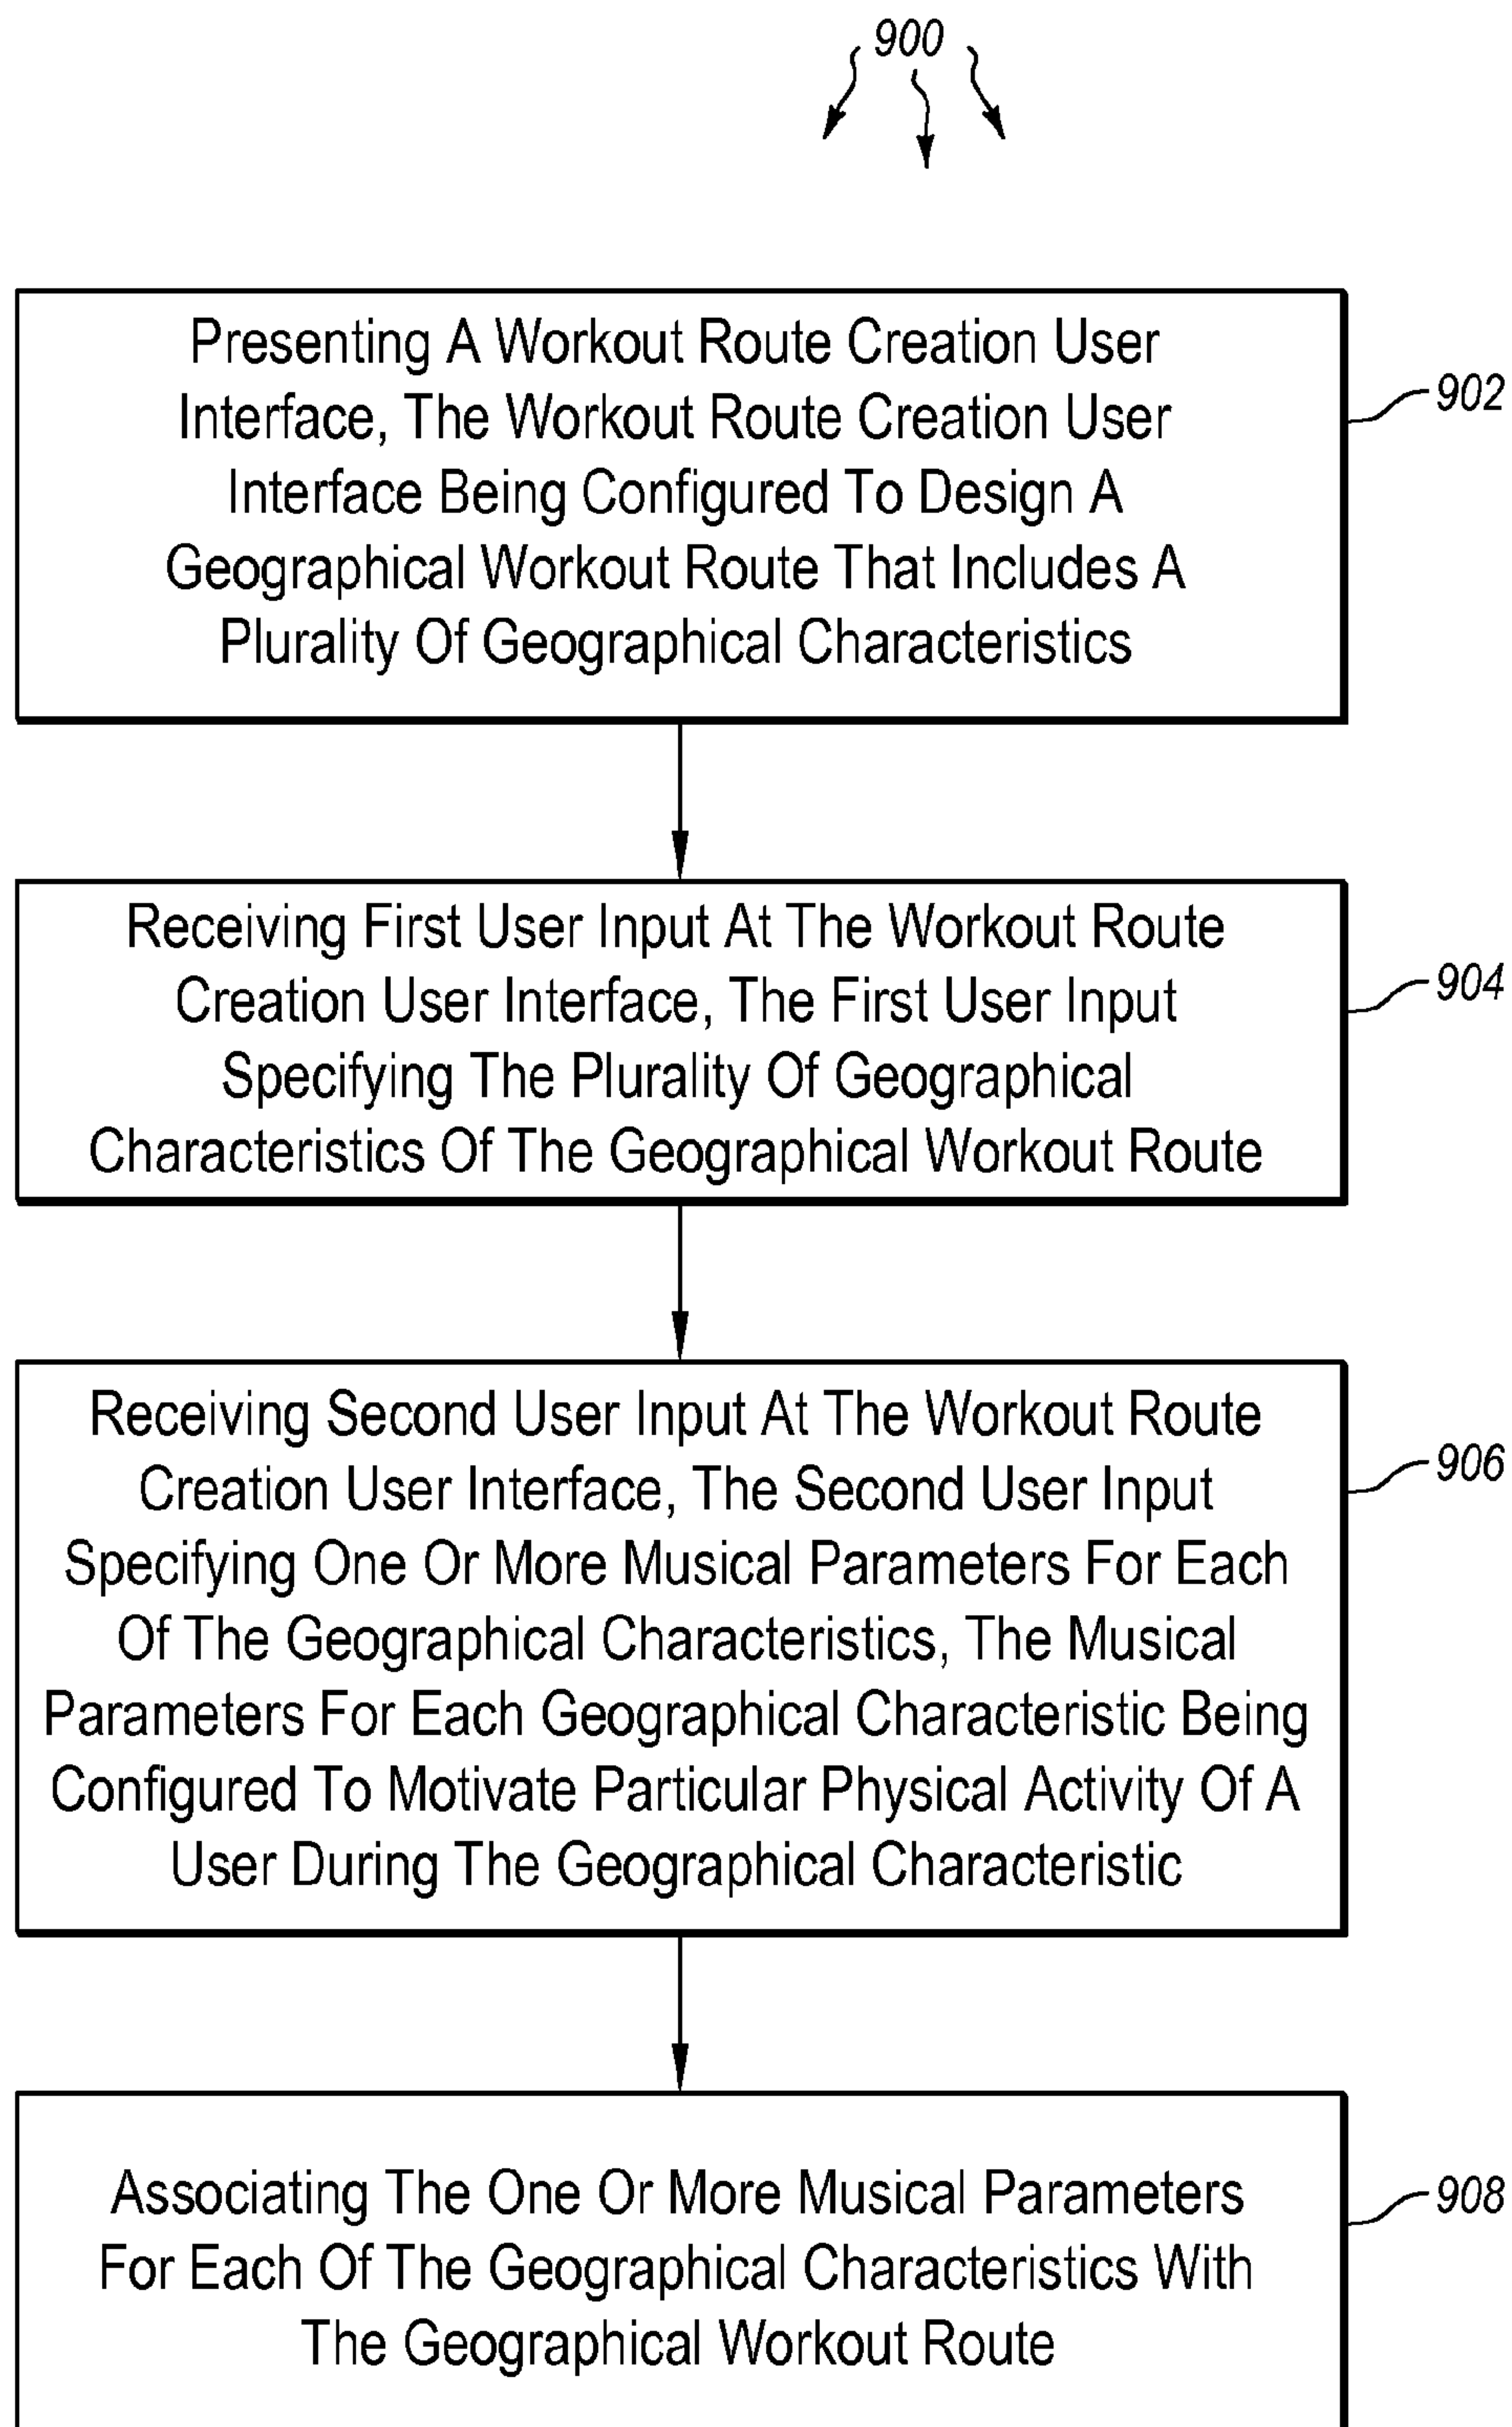 900
Presenting A Workout Route Creation User
Interface, The Workout Route Creation User
Interface Being Configured To Design A
Geographical Workout Route That Includes A
Plurality Of Geographical Characteristics
902
Receiving First User Input At The Workout Route
Creation User Interface, The First User Input
Specifying The Plurality Of Geographical
Characteristics Of The Geographical Workout Route
904
Receiving Second User Input At The Workout Route
Creation User Interface, The Second User Input
Specifying One Or More Musical Parameters For Each
Of The Geographical Characteristics, The Musical
Parameters For Each Geographical Characteristic Being
Configured To Motivate Particular Physical Activity Of A
User During The Geographical Characteristic
906
Associating The One Or More Musical Parameters
For Each Of The Geographical Characteristics With
The Geographical Workout Route
908